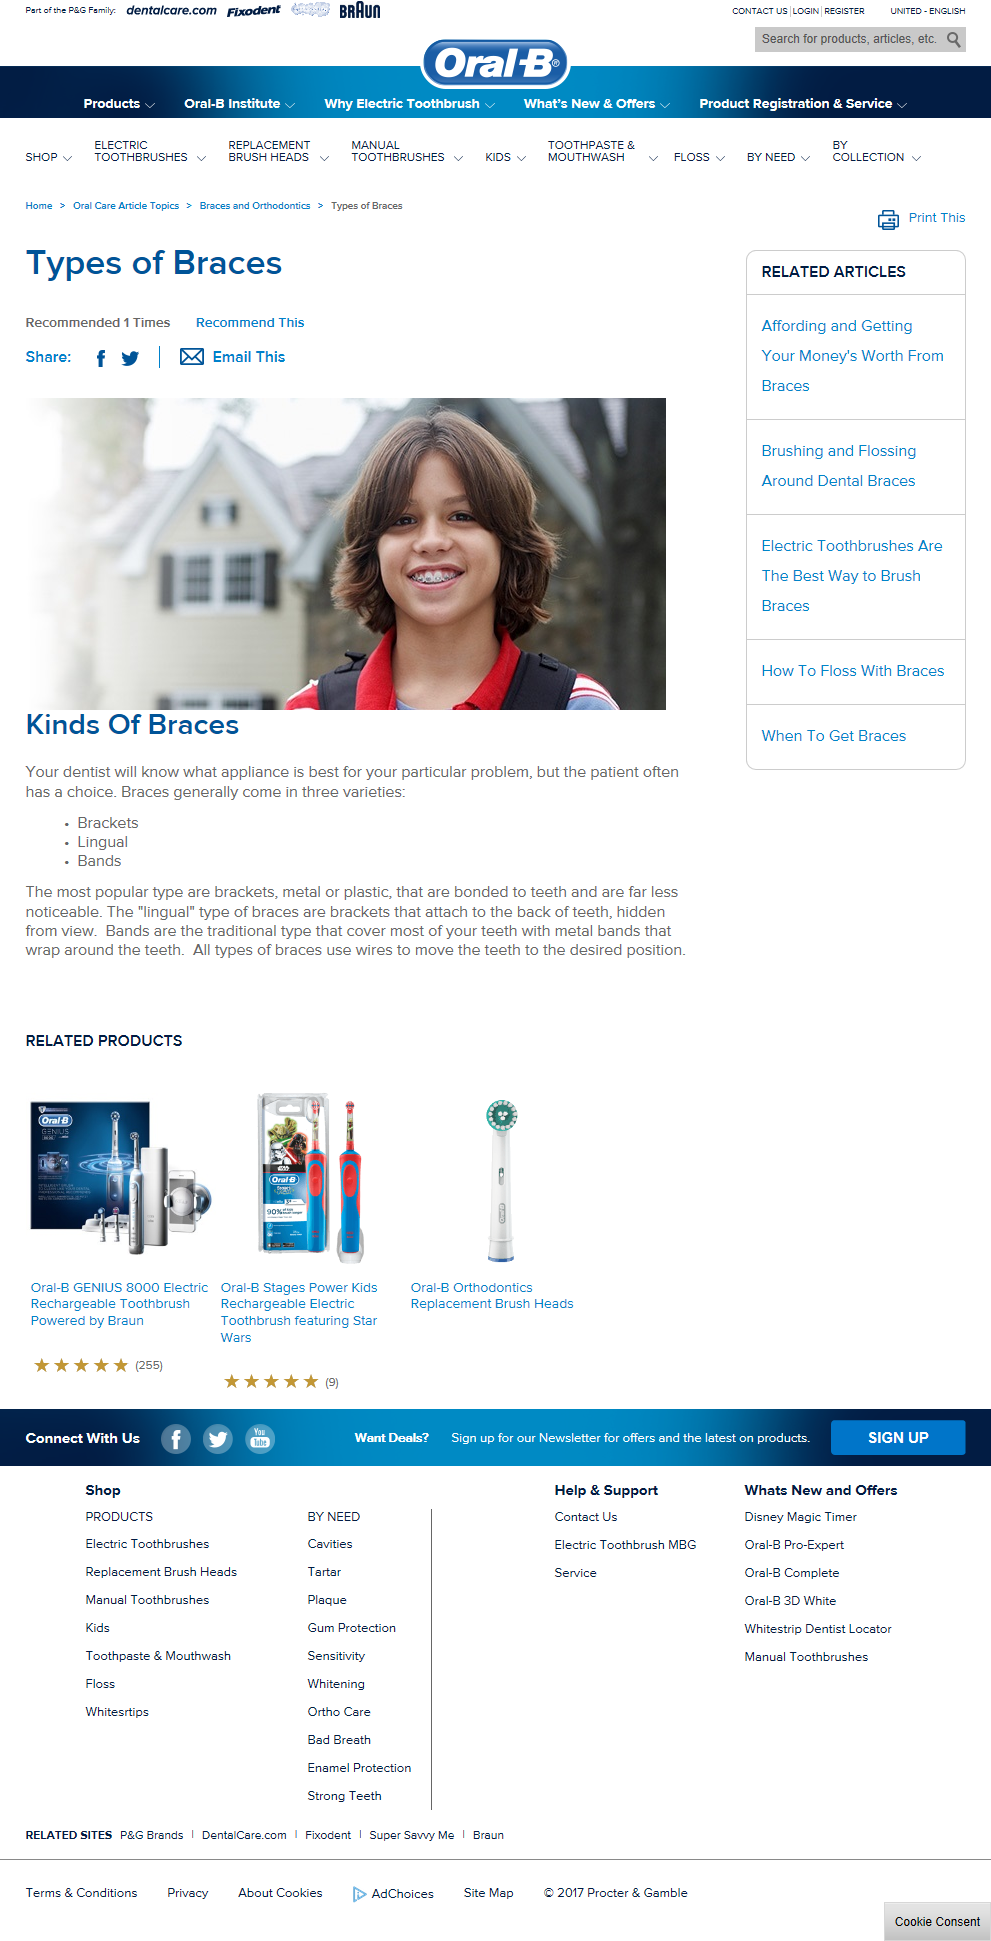 Part of the P&G Family: dentalcare.com Fixodent BRAUN
CONTACT US | LOGIN | REGISTER UNITED - ENGLISH
Search for products, articles, etc.
Oral-B®
Products Oral-B Institute Why Electric Toothbrush What's New & Offers Product Registration & Service
SHOP ELECTRIC TOOTHBRUSHES REPLACEMENT BRUSH HEADS MANUAL TOOTHBRUSHES KIDS TOOTHPASTE & MOUTHWASH FLOSS BY NEED BY COLLECTION
Home > Oral Care Article Topics > Braces and Orthodontics > Types of Braces
Print This
Types of Braces
Recommended 1 Times Recommend This
Share: Email This
RELATED ARTICLES
Affording and Getting
Your Money's Worth From
Braces
Brushing and Flossing
Around Dental Braces
Electric Toothbrushes Are
The Best Way to Brush
Braces
How To Floss With Braces
When To Get Braces
Kinds Of Braces
Your dentist will know what appliance is best for your particular problem, but the patient often
has a choice. Braces generally come in three varieties:
• Brackets
• Lingual
• Bands
The most popular type are brackets, metal or plastic, that are bonded to teeth and are far less
noticeable. The "lingual" type of braces are brackets that attach to the back of teeth, hidden
from view. Bands are the traditional type that cover most of your teeth with metal bands that
wrap around the teeth. All types of braces use wires to move the teeth to the desired position.
RELATED PRODUCTS
Oral-B
GENIUS
STAR WARS
Oral-B
Stages
90%
Oral-B GENIUS 8000 Electric
Rechargeable Toothbrush
Powered by Braun
(255)
Oral-B Stages Power Kids
Rechargeable Electric
Toothbrush featuring Star
Wars
(9)
Oral-B Orthodontics
Replacement Brush Heads
Connect With Us You Tube Want Deals? Sign up for our Newsletter for offers and the latest on products. SIGN UP
Shop
PRODUCTS
Electric Toothbrushes
Replacement Brush Heads
Manual Toothbrushes
Kids
Toothpaste & Mouthwash
Floss
Whitesrtips
BY NEED
Cavities
Tartar
Plaque
Gum Protection
Sensitivity
Whitening
Ortho Care
Bad Breath
Enamel Protection
Strong Teeth
Help & Support
Contact Us
Electric Toothbrush MBG
Service
Whats New and Offers
Disney Magic Timer
Oral-B Pro-Expert
Oral-B Complete
Oral-B 3D White
Whitestrip Dentist Locator
Manual Toothbrushes
RELATED SITES P&G Brands | DentalCare.com | Fixodent | Super Savvy Me | Braun
Terms & Conditions Privacy About Cookies AdChoices Site Map © 2017 Procter & Gamble
Cookie Consent